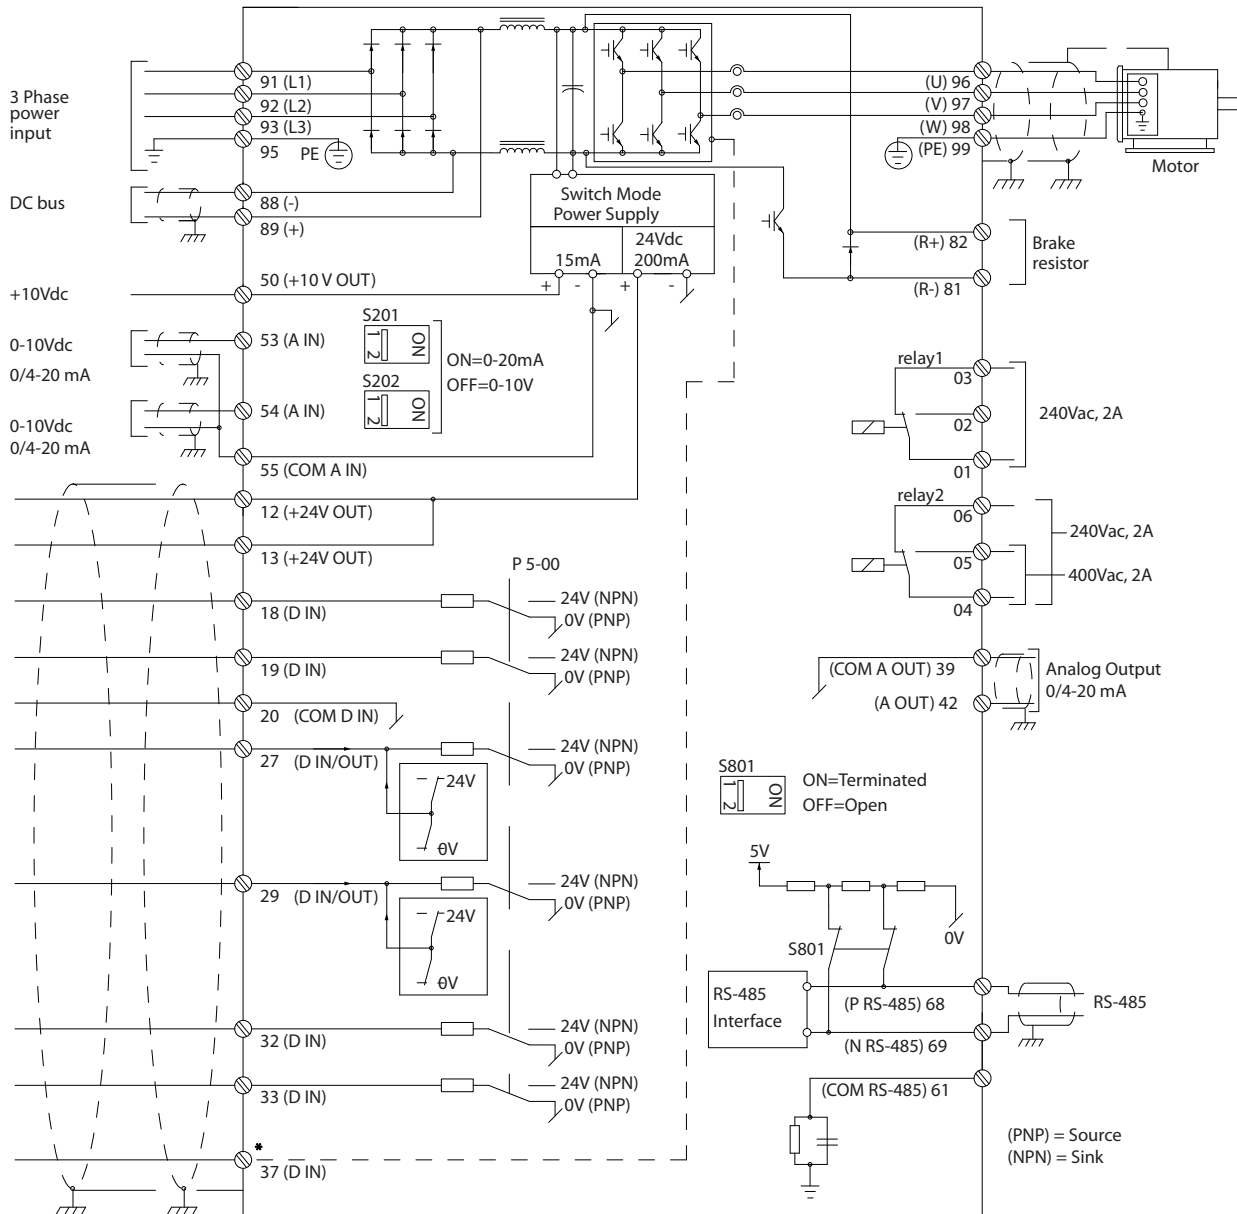 3 Phase
power
input
91 (L1)
92 (L2)
93 (L3)
95 PE
DC bus
88 (-)
89 (+)
+10Vdc
50 (+10 V OUT)
0-10Vdc
0/4-20 mA
53 (A IN)
0-10Vdc
0/4-20 mA
54 (A IN)
55 (COM A IN)
12 (+24V OUT)
13 (+24V OUT)
18 (D IN)
19 (D IN)
20 (COM D IN)
27 (D IN/OUT)
24V
0V
29 (D IN/OUT)
24V
0V
32 (D IN)
33 (D IN)
*
37 (D IN)
S201
1 2 ON
S202
1 2 ON
ON=0-20mA
OFF=0-10V
P 5-00
24V (NPN)
0V (PNP)
24V (NPN)
0V (PNP)
24V (NPN)
0V (PNP)
24V (NPN)
0V (PNP)
24V (NPN)
0V (PNP)
24V (NPN)
0V (PNP)
Switch Mode
Power Supply
15mA
24Vdc
200mA
+ - + -
(U) 96
(V) 97
(W) 98
(PE) 99
Motor
(R+) 82
(R-) 81
Brake
resistor
relay1
03
02
01
240Vac, 2A
relay2
06
05
04
240Vac, 2A
400Vac, 2A
(COM A OUT) 39
(A OUT) 42
Analog Output
0/4-20 mA
S801
1 2 ON
ON=Terminated
OFF=Open
5V
0V
S801
RS-485
Interface
(P RS-485) 68
(N RS-485) 69
RS-485
(COM RS-485) 61
(PNP) = Source
(NPN) = Sink